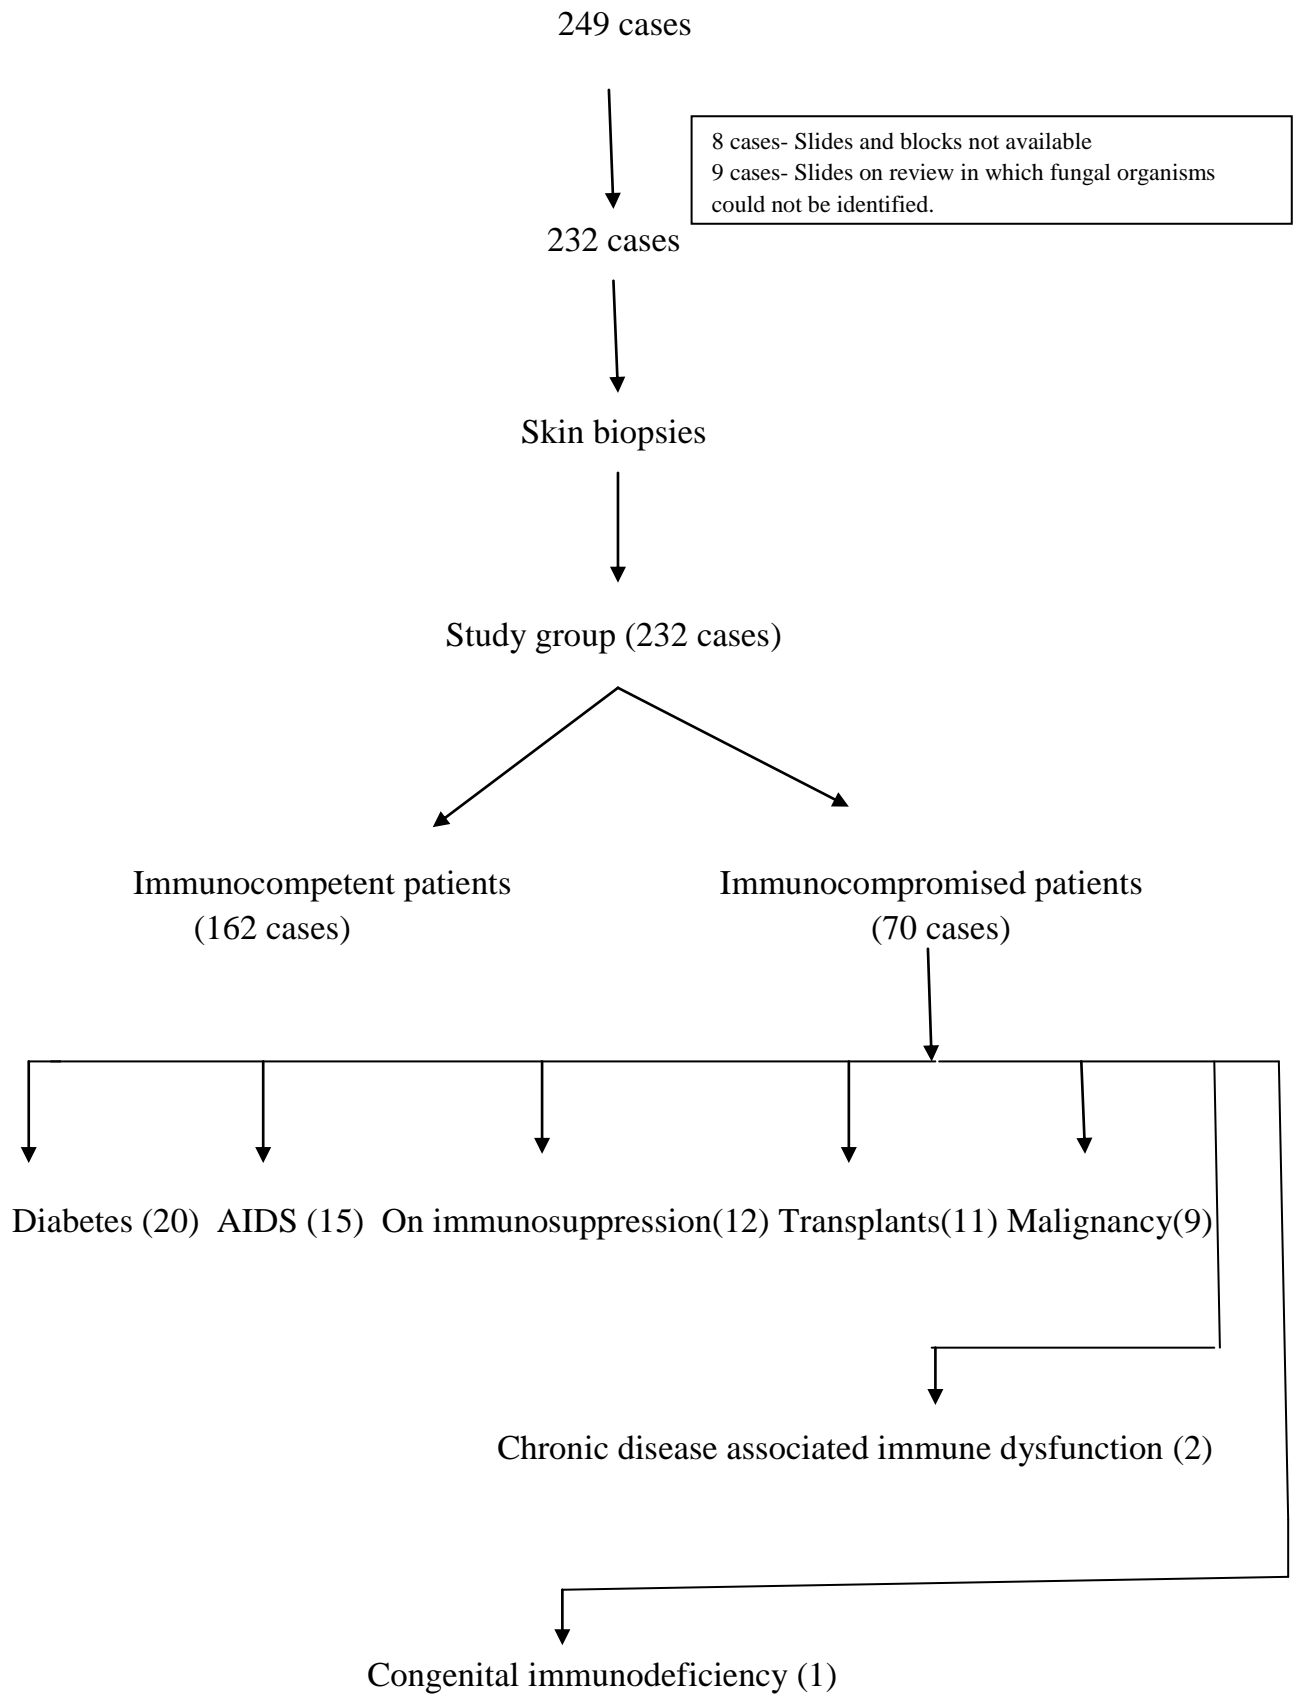 249 cases
8 cases- Slides and blocks not available
9 cases- Slides on review in which fungal organisms
could not be identified.
232 cases
Skin biopsies
Study group (232 cases)
Immunocompetent patients
(162 cases)
Immunocompromised patients
(70 cases)
Diabetes (20) AIDS (15) On immunosuppression(12) Transplants(11) Malignancy(9)
Chronic disease associated immune dysfunction (2)
Congenital immunodeficiency (1)